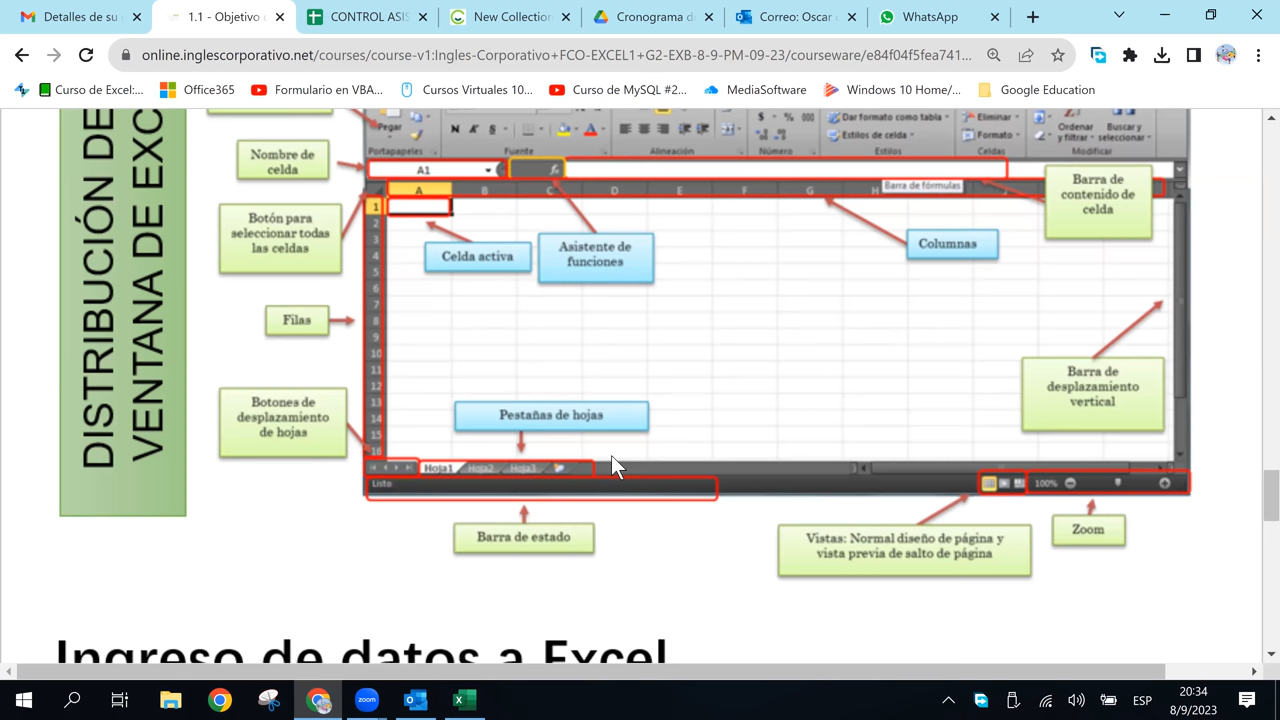 Detalles de su
1.1 - Objetivo
CONTROL ASIS
New Collection
Cronograma d
Correo: Oscar
WhatsApp
online.inglescorporativo.net/courses/course-v1:Ingles-Corporativo+FCO-EXCEL1+G2-EXB-8-9-PM-09-23/courseware/e84f04f5fea741...
Curso de Excel:...
Office365
Formulario en VBA...
Cursos Virtuales 10...
Curso de MySQL #2...
MediaSoftware
Windows 10 Home/...
Google Education
DISTRIBUCIÓN DE
VENTANA DE EXC
Pegar
Portapapeles
N K S
Fuente
Alineación
$ % 000
Número
Dar formato como tabla
Estilos de celda
Estilos
Eliminar
Formato
Celdas
Ordenar
y filtrar
Buscar y
seleccionar
Modificar
Nombre de
celda
A1
fx
Barra de fórmulas
A B C D E F G H
1
2
3
4
5
6
7
8
9
10
11
12
13
14
15
16
Barra de
contenido de
celda
Botón para
seleccionar todas
las celdas
Celda activa
Asistente de
funciones
Columnas
Filas
Barra de
desplazamiento
vertical
Botones de
desplazamiento
de hojas
Pestañas de hojas
Hoja1 Hoja2 Hoja3
Listo
100%
Barra de estado
Vistas: Normal diseño de página y
vista previa de salto de página
Zoom
Ingreso de datos a Excel
zoom
ESP
20:34
8/9/2023